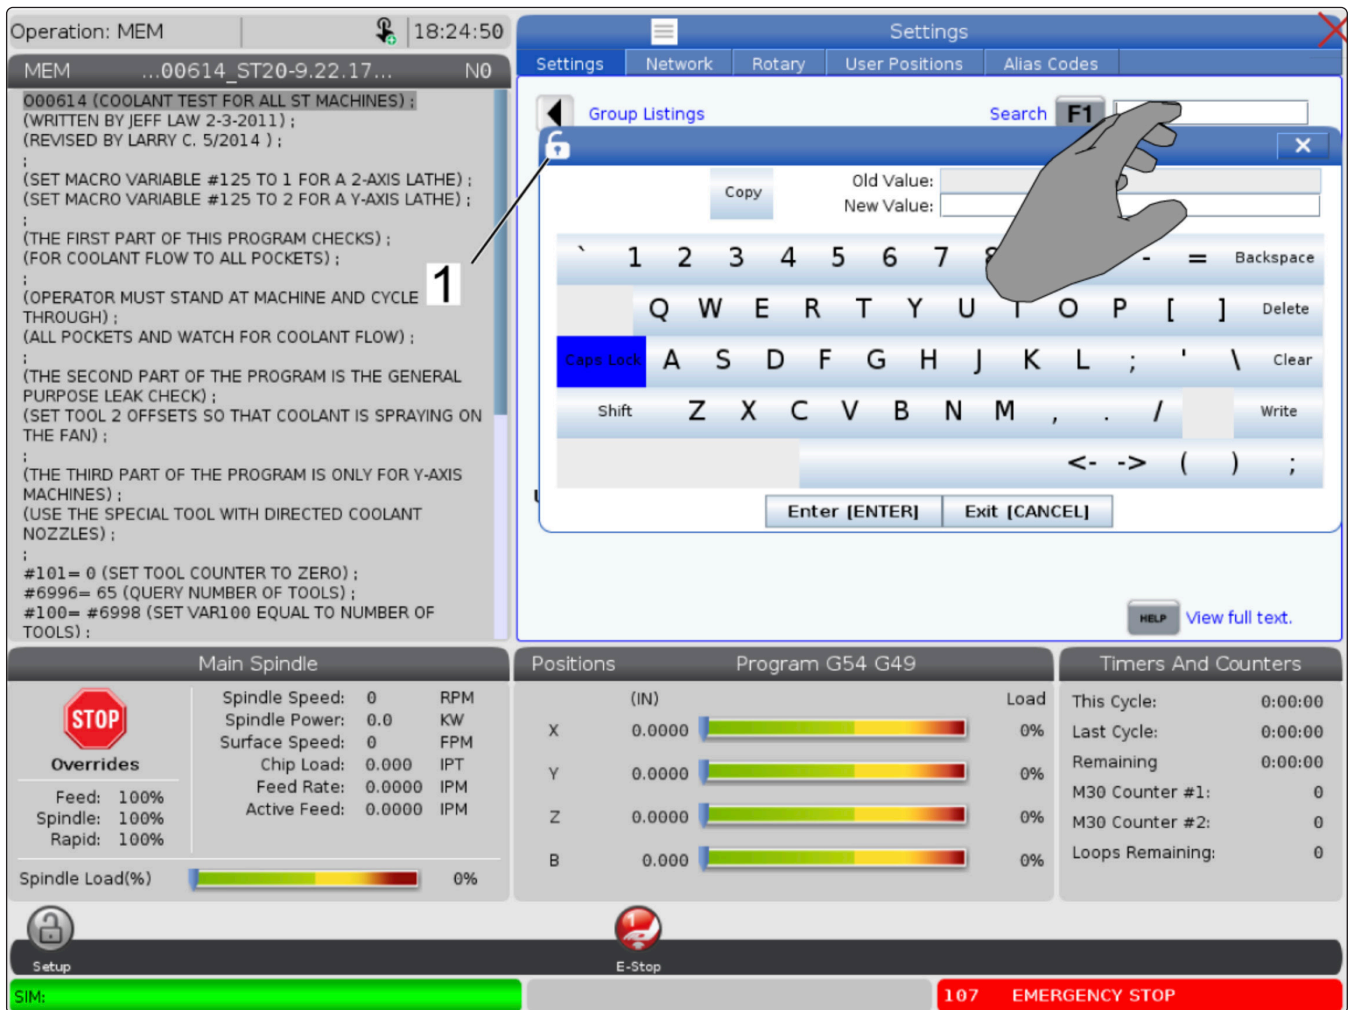 Operation: MEM
18:24:50
MEM ...00614_ST20-9.22.17... N0
O00614 (COOLANT TEST FOR ALL ST MACHINES) ;
(WRITTEN BY JEFF LAW 2-3-2011) ;
(REVISED BY LARRY C. 5/2014 ) ;
;
(SET MACRO VARIABLE #125 TO 1 FOR A 2-AXIS LATHE) ;
(SET MACRO VARIABLE #125 TO 2 FOR A Y-AXIS LATHE) ;
;
(THE FIRST PART OF THIS PROGRAM CHECKS) ;
(FOR COOLANT FLOW TO ALL POCKETS) ;
;
(OPERATOR MUST STAND AT MACHINE AND CYCLE
THROUGH) ;
(ALL POCKETS AND WATCH FOR COOLANT FLOW) ;
;
(THE SECOND PART OF THE PROGRAM IS THE GENERAL
PURPOSE LEAK CHECK) ;
(SET TOOL 2 OFFSETS SO THAT COOLANT IS SPRAYING ON
THE FAN) ;
;
(THE THIRD PART OF THE PROGRAM IS ONLY FOR Y-AXIS
MACHINES) ;
(USE THE SPECIAL TOOL WITH DIRECTED COOLANT
NOZZLES) ;
;
#101= 0 (SET TOOL COUNTER TO ZERO) ;
#6996= 65 (QUERY NUMBER OF TOOLS) ;
#100= #6998 (SET VAR100 EQUAL TO NUMBER OF
TOOLS) ;
1
Settings
Settings Network Rotary User Positions Alias Codes
Group Listings Search F1
X
Copy
Old Value:
New Value:
` 1 2 3 4 5 6 7 - = Backspace
Q W E R T Y U I O P [ ] Delete
Caps Lock A S D F G H J K L ; ' \ Clear
Shift Z X C V B N M , . / Write
<- -> ( ) ;
Enter [ENTER] Exit [CANCEL]
HELP View full text.
Main Spindle
STOP
Overrides
Feed: 100%
Spindle: 100%
Rapid: 100%
Spindle Speed: 0 RPM
Spindle Power: 0.0 KW
Surface Speed: 0 FPM
Chip Load: 0.000 IPT
Feed Rate: 0.0000 IPM
Active Feed: 0.0000 IPM
Spindle Load(%) 0%
Positions Program G54 G49
(IN) Load
X 0.0000 0%
Y 0.0000 0%
Z 0.0000 0%
B 0.000 0%
Timers And Counters
This Cycle: 0:00:00
Last Cycle: 0:00:00
Remaining 0:00:00
M30 Counter #1: 0
M30 Counter #2: 0
Loops Remaining: 0
Setup
1
E-Stop
SIM:
107 EMERGENCY STOP